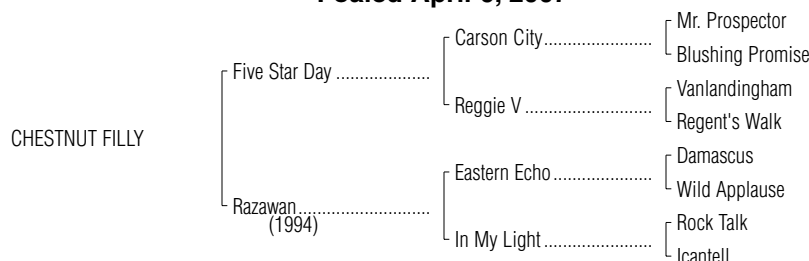 Foaled April 2007
Mr. Prospector
Carson City
Blushing Promise
Five Star Day
Vanlandingham
Reggie V
Regent's Walk
CHESTNUT FILLY
Damascus
Eastern Echo
Wild Applause
Razawan
(1994)
Rock Talk
In My Light
Icantell